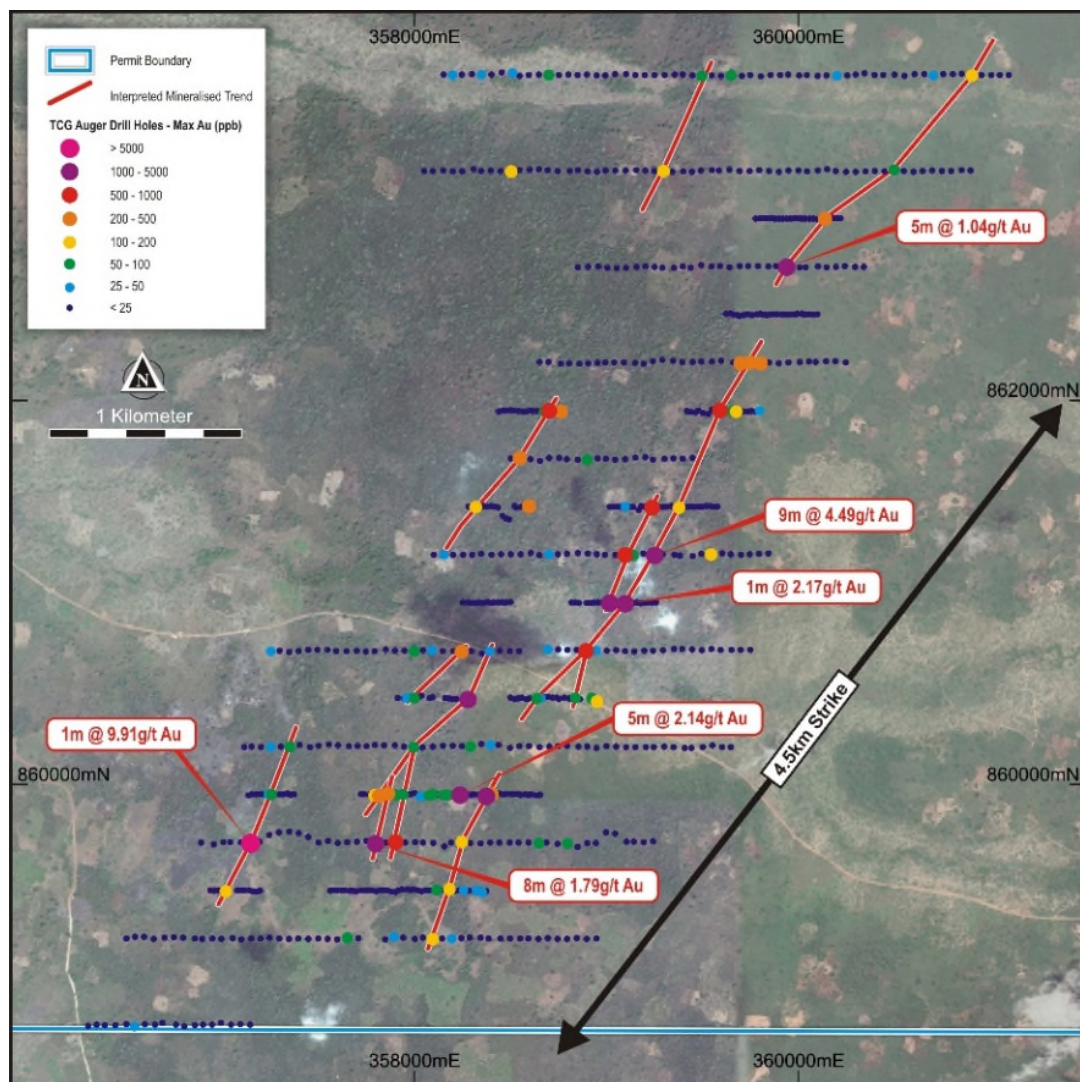 358000mE
360000mE
Permit Boundary
Interpreted Mineralised Trend
TCG Auger Drill Holes - Max Au (ppb)
> 5000
1000 - 5000
500 - 1000
200 - 500
100 - 200
50 - 100
25 - 50
< 25
N
1 Kilometer
5m @ 1.04g/t Au
862000mN
9m @ 4.49g/t Au
1m @ 2.17g/t Au
4.5km Strike
5m @ 2.14g/t Au
1m @ 9.91g/t Au
860000mN
860000mN
8m @ 1.79g/t Au
358000mE
360000mE